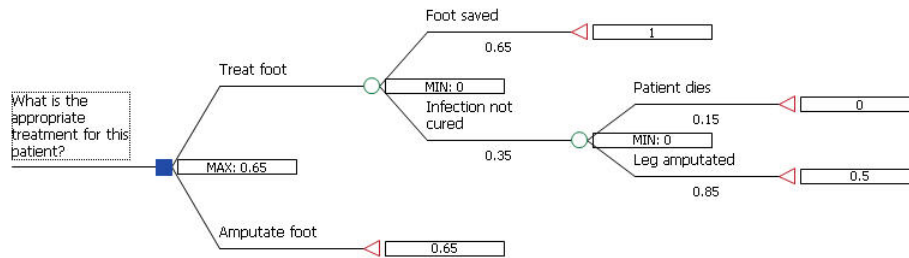 Foot saved
1
0.65
Treat foot
MIN: 0
Infection not
cured
Patient dies
0
0.15
What is the
appropriate
treatment for this
patient?
MIN: 0
0.35
MAX: 0.65
Leg amputated
0.5
0.85
Amputate foot
0.65